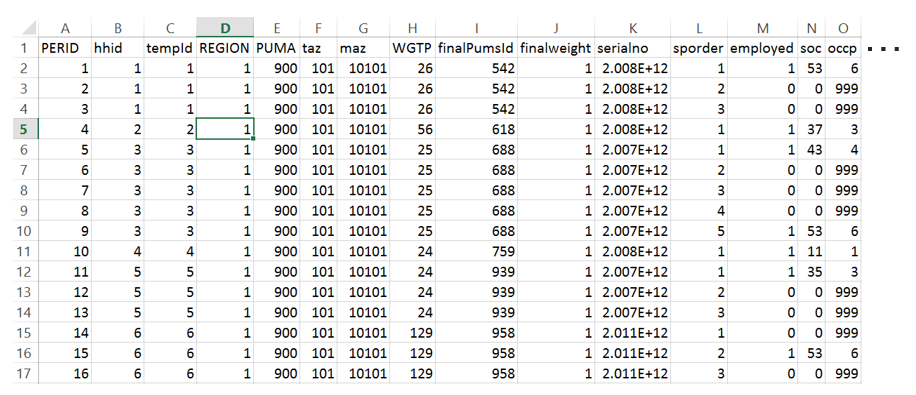 A B C D E F G H I J K L M N O
1 PERID hhid tempId REGION PUMA taz maz WGTP finalPumsId finalweight serialno sporder employed soc occp ...
2 1 1 1 1 900 101 10101 26 542 1 2.008E+12 1 1 53 6
3 2 1 1 1 900 101 10101 26 542 1 2.008E+12 2 0 0 999
4 3 1 1 1 900 101 10101 26 542 1 2.008E+12 3 0 0 999
5 4 2 2 1 900 101 10101 56 618 1 2.008E+12 1 1 37 3
6 5 3 3 1 900 101 10101 25 688 1 2.007E+12 1 1 43 4
7 6 3 3 1 900 101 10101 25 688 1 2.007E+12 2 0 0 999
8 7 3 3 1 900 101 10101 25 688 1 2.007E+12 3 0 0 999
9 8 3 3 1 900 101 10101 25 688 1 2.007E+12 4 0 0 999
10 9 3 3 1 900 101 10101 25 688 1 2.007E+12 5 1 53 6
11 10 4 4 1 900 101 10101 24 759 1 2.008E+12 1 1 11 1
12 11 5 5 1 900 101 10101 24 939 1 2.007E+12 1 1 35 3
13 12 5 5 1 900 101 10101 24 939 1 2.007E+12 2 0 0 999
14 13 5 5 1 900 101 10101 24 939 1 2.007E+12 3 0 0 999
15 14 6 6 1 900 101 10101 129 958 1 2.011E+12 1 0 0 999
16 15 6 6 1 900 101 10101 129 958 1 2.011E+12 2 1 53 6
17 16 6 6 1 900 101 10101 129 958 1 2.011E+12 3 0 0 999